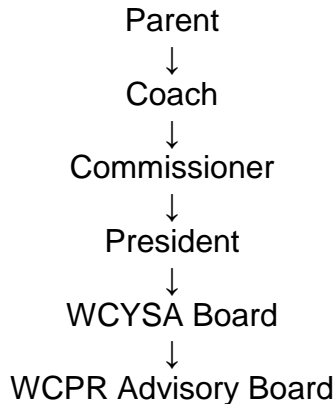 Parent
↓
Coach
↓
Commissioner
↓
President
↓
WCYSA Board
↓
WCPR Advisory Board